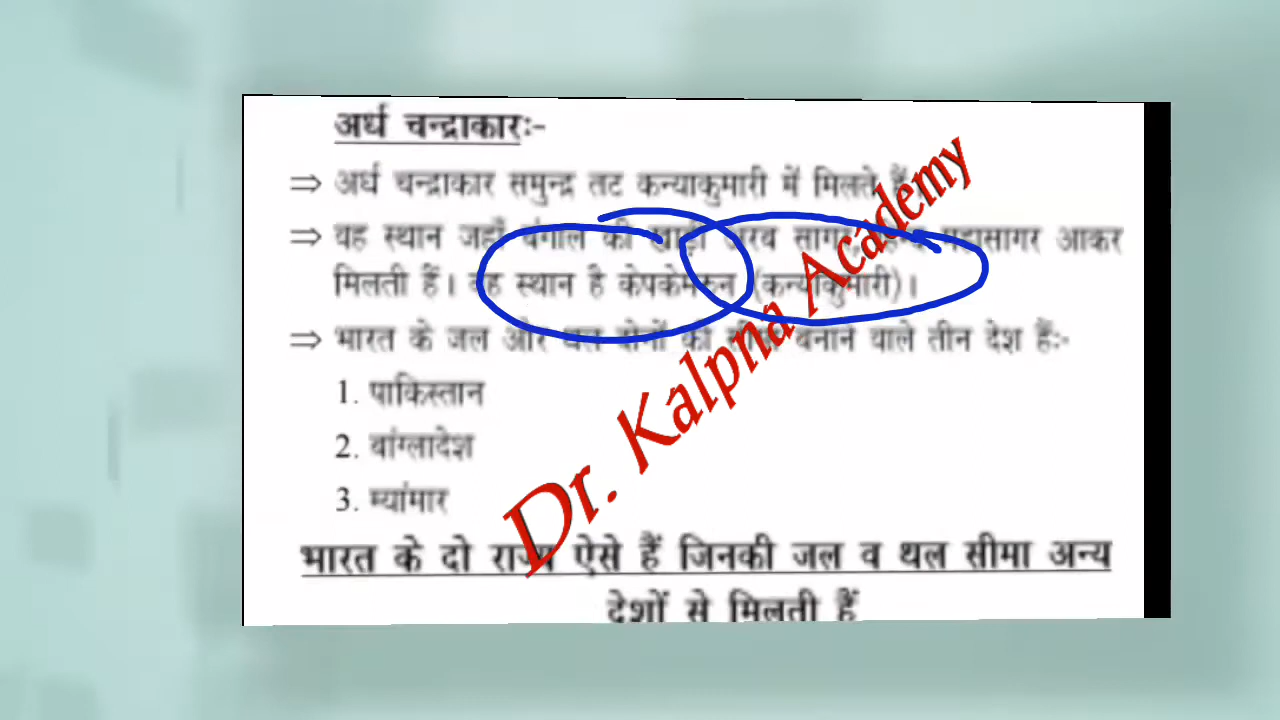 अर्ध चन्द्राकारः-
⇒ अर्ध चन्द्राकार समुन्द्र तट कन्याकुमारी में मिलते हैं।
⇒ वह स्थान जहाँ बंगाल की खाड़ी अरब सागर, हिन्द महासागर आकर
मिलती हैं। वह स्थान है केपकेमरुन (कन्याकुमारी)।
⇒ भारत के जल और थल दोनों की सीमा बनाने वाले तीन देश हैंः-
1. पाकिस्तान
2. बांग्लादेश
3. म्यांमार
भारत के दो राज्य ऐसे हैं जिनकी जल व थल सीमा अन्य
देशों से मिलती हैं
Dr. Kalpna Academy